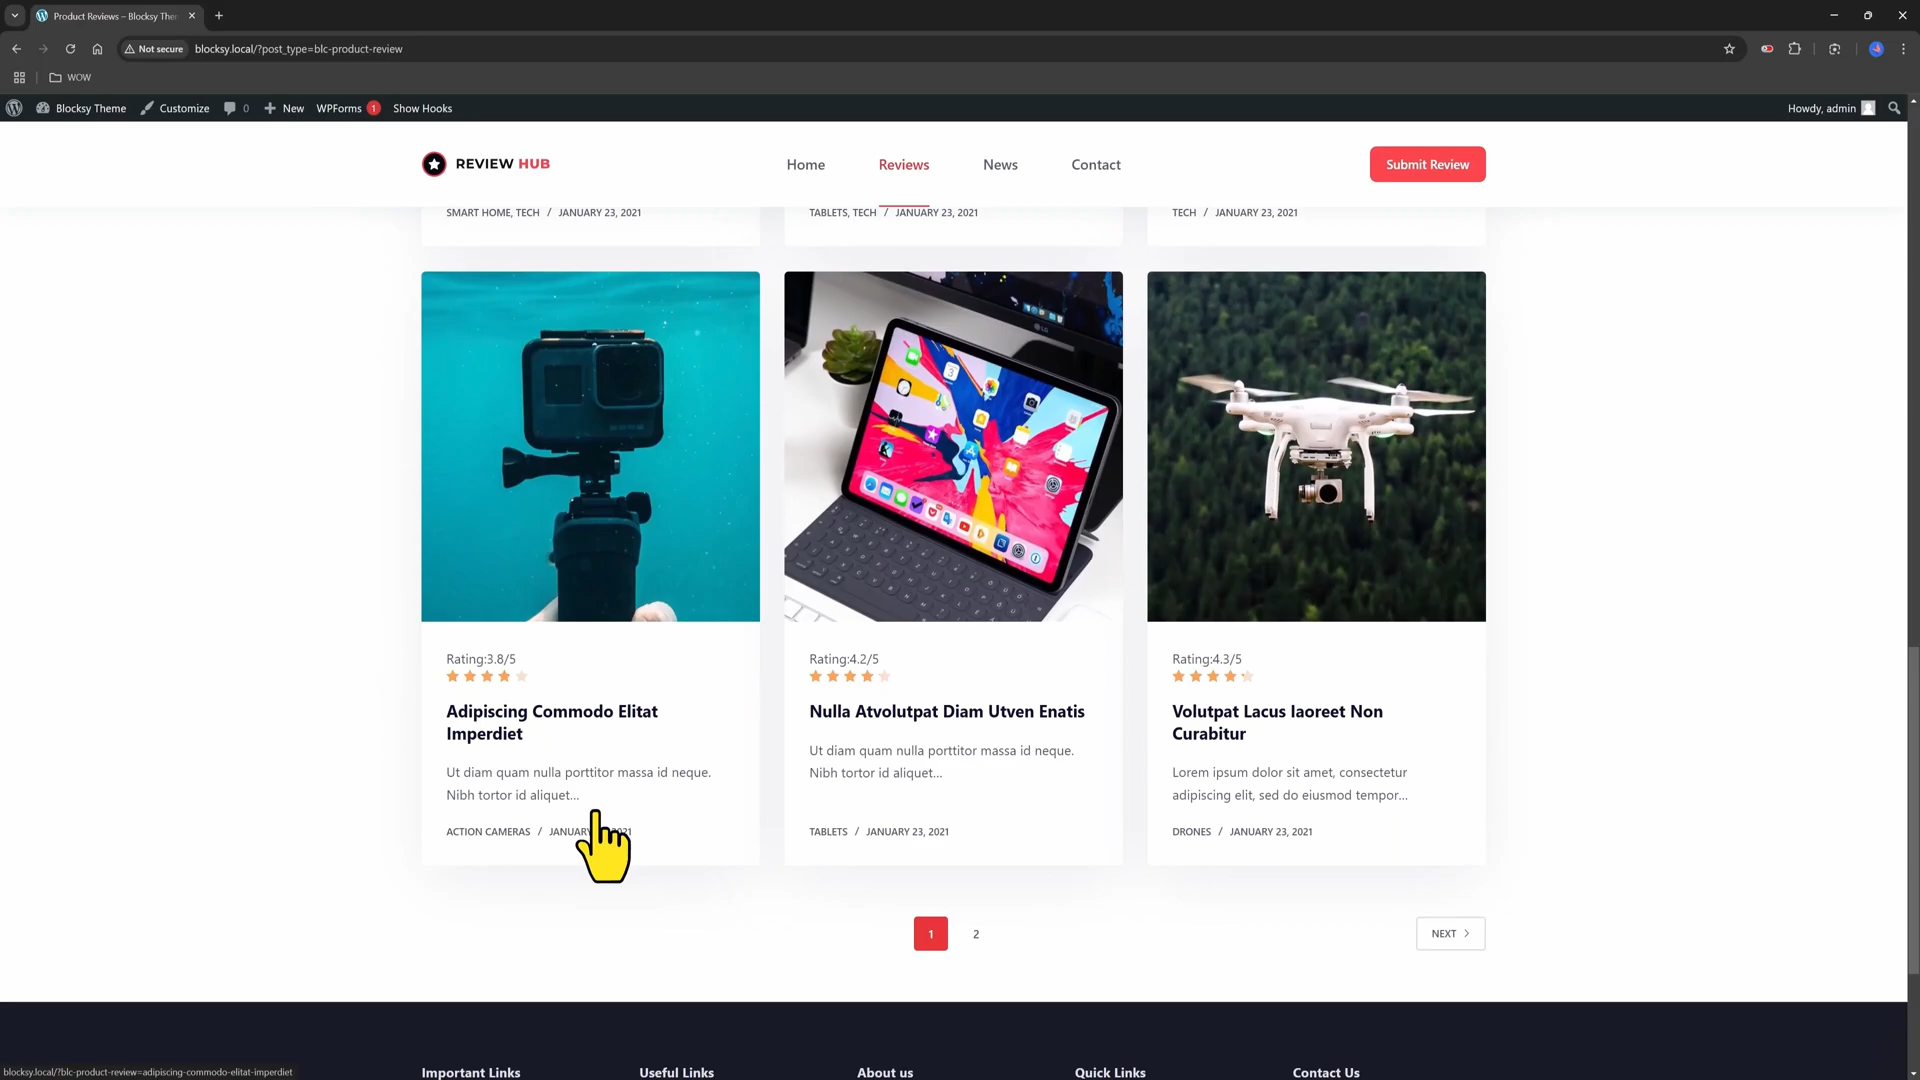 Product Reviews – Blocksy Then
Not secure
blocksy.local/?post_type=blc-product-review
WOW
Blocksy Theme
Customize
0
New
WPForms 1
Show Hooks
Howdy, admin
REVIEW HUB
Home
Reviews
News
Contact
Submit Review
SMART HOME, TECH / JANUARY 23, 2021
TABLETS, TECH / JANUARY 23, 2021
TECH / JANUARY 23, 2021
Rating:3.8/5
Adipiscing Commodo Elitat
Imperdiet
Ut diam quam nulla porttitor massa id neque.
Nibh tortor id aliquet...
ACTION CAMERAS / JANUARY 2021
LG
Rating:4.2/5
Nulla Atvolutpat Diam Utven Enatis
Ut diam quam nulla porttitor massa id neque.
Nibh tortor id aliquet...
TABLETS / JANUARY 23, 2021
Rating:4.3/5
Volutpat Lacus Iaoreet Non
Curabitur
Lorem ipsum dolor sit amet, consectetur
adipiscing elit, sed do eiusmod tempor...
DRONES / JANUARY 23, 2021
1
2
NEXT
Important Links
Useful Links
About us
Quick Links
Contact Us
blocksy.local/?blc-product-review=adipiscing-commodo-elitat-imperdiet